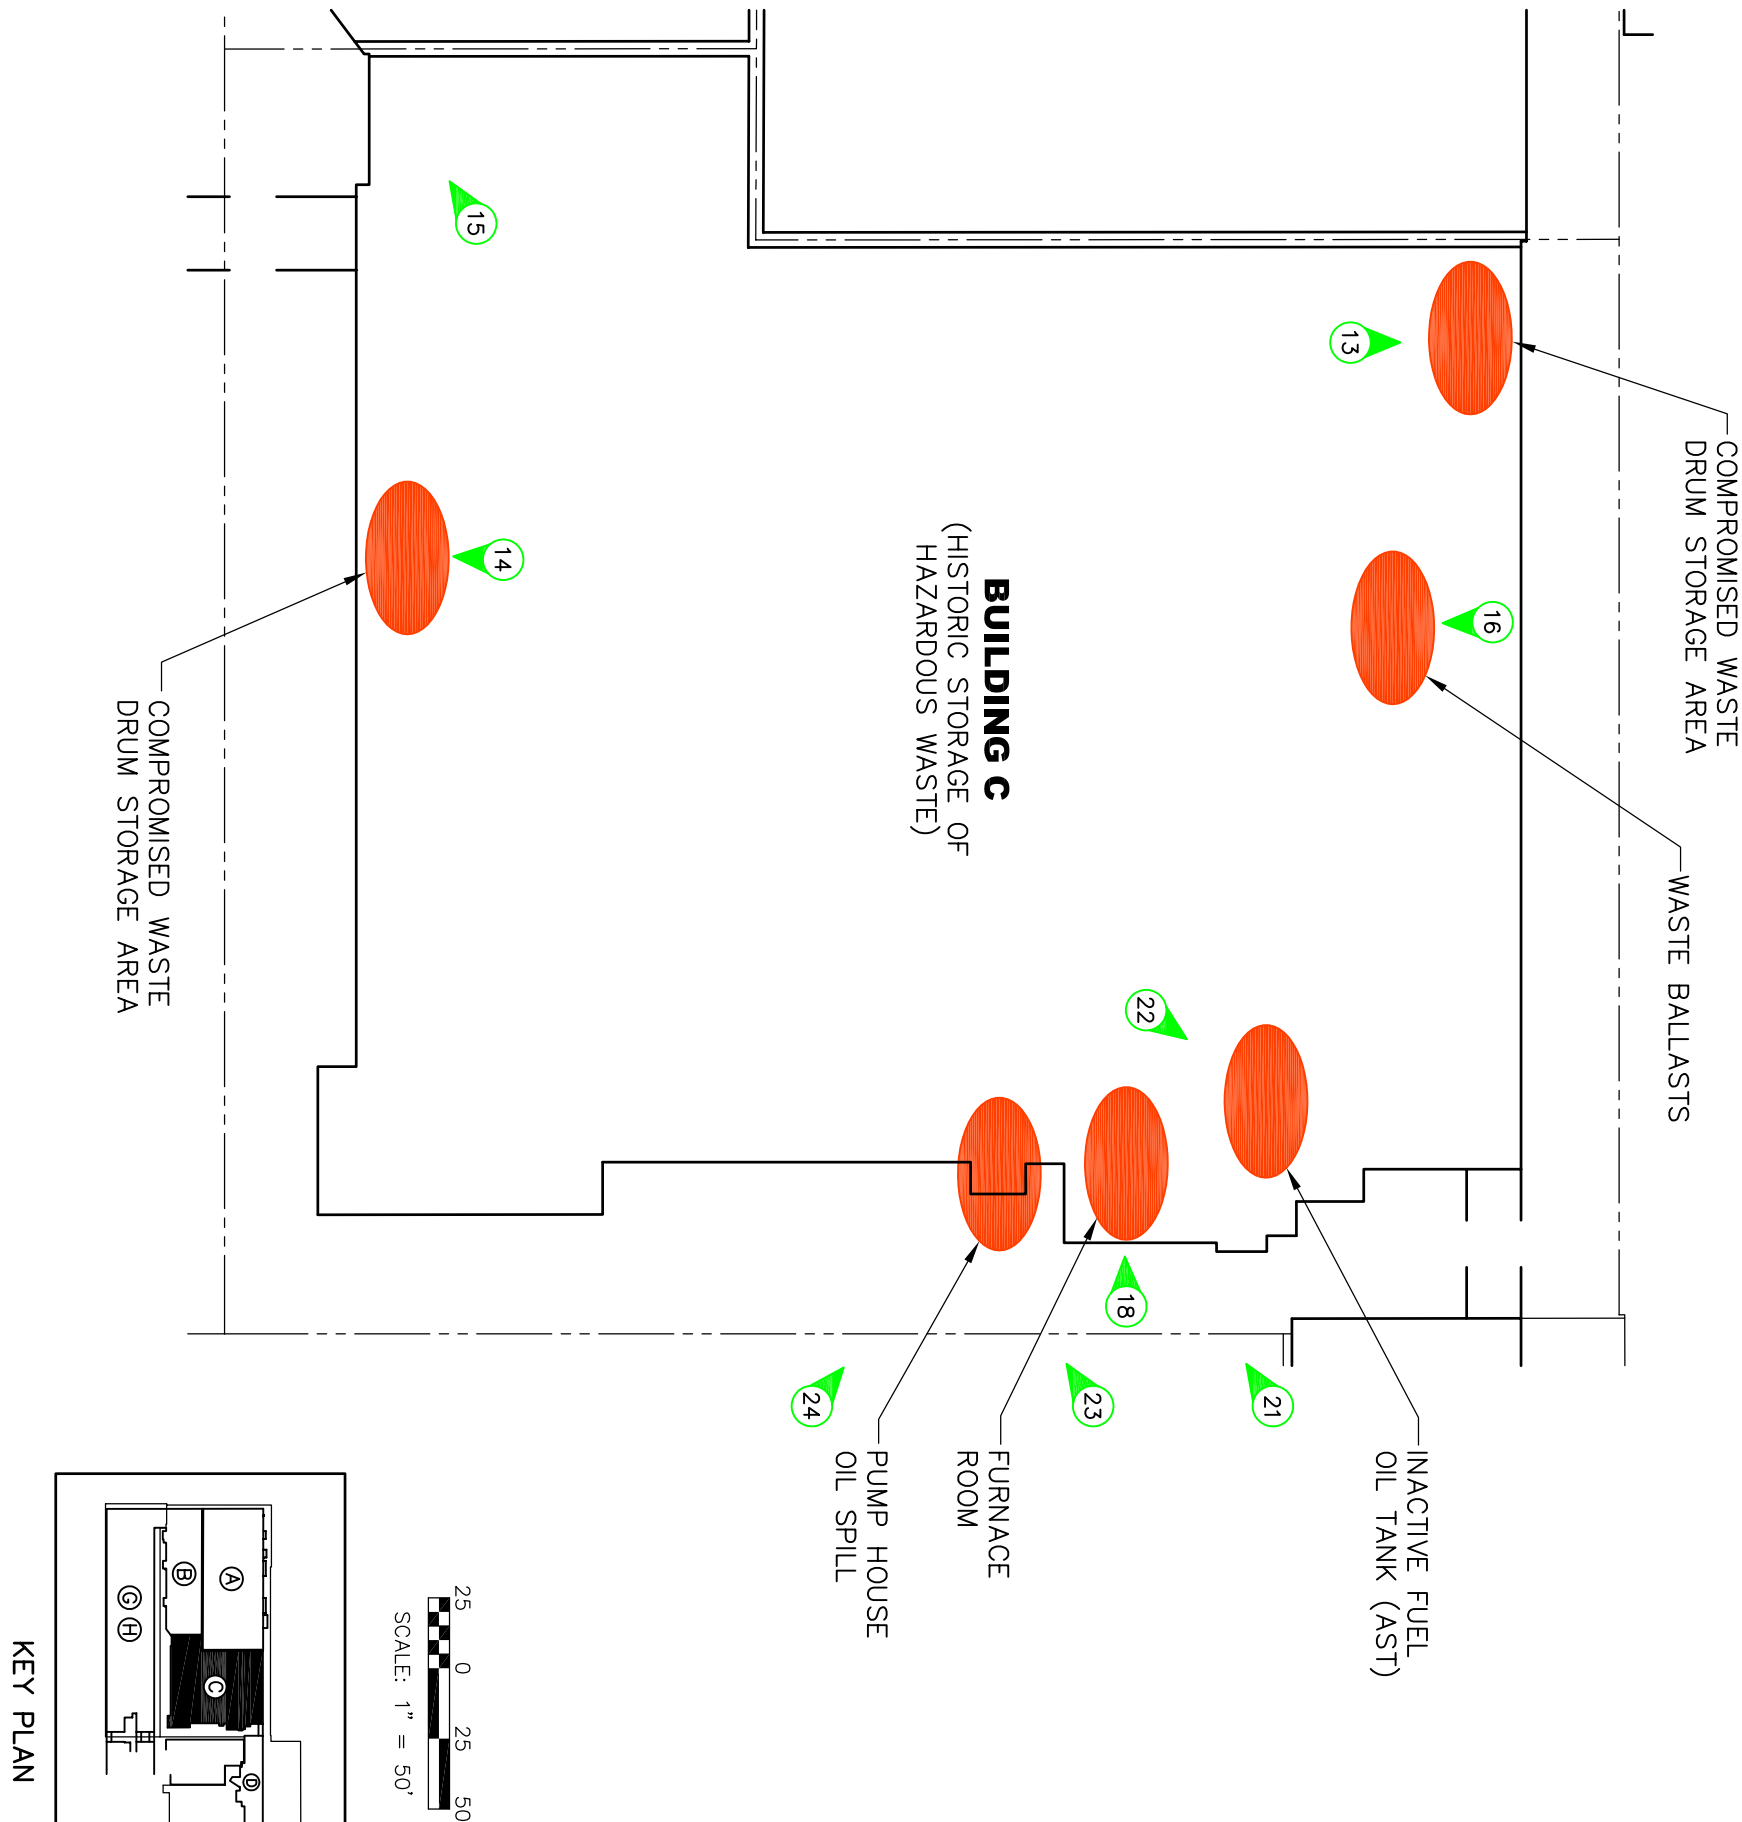 COMPROMISED WASTE
DRUM STORAGE AREA
WASTE BALLASTS
INACTIVE FUEL
OIL TANK (AST)
13
16
BUILDING C
(HISTORIC STORAGE OF
HAZARDOUS WASTE)
22
18
21
FURNACE
ROOM
23
PUMP HOUSE
OIL SPILL
24
15
14
COMPROMISED WASTE
DRUM STORAGE AREA
25 0 25 50
SCALE: 1" = 50'
A
B
C
D
G H
KEY PLAN